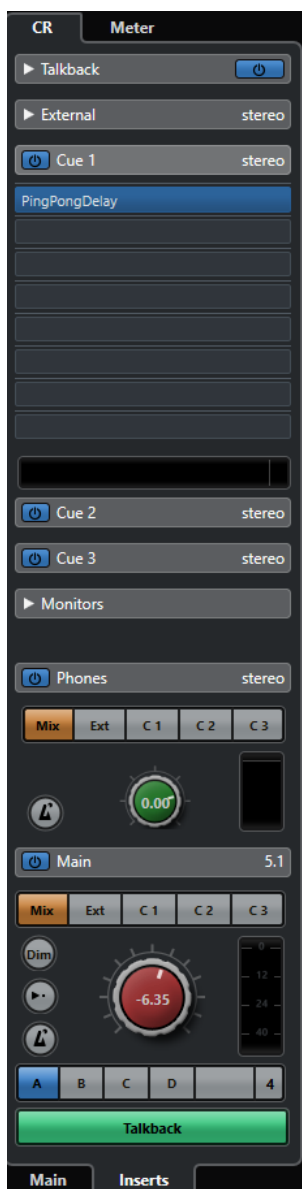 CR Meter
Talkback
External stereo
Cue 1 stereo
PingPongDelay
Cue 2 stereo
Cue 3 stereo
Monitors
Phones stereo
Mix Ext C 1 C 2 C 3
0.00
Main 5.1
Mix Ext C 1 C 2 C 3
Dim
0
12
-6.35
24
40
A B C D 4
Talkback
Main Inserts